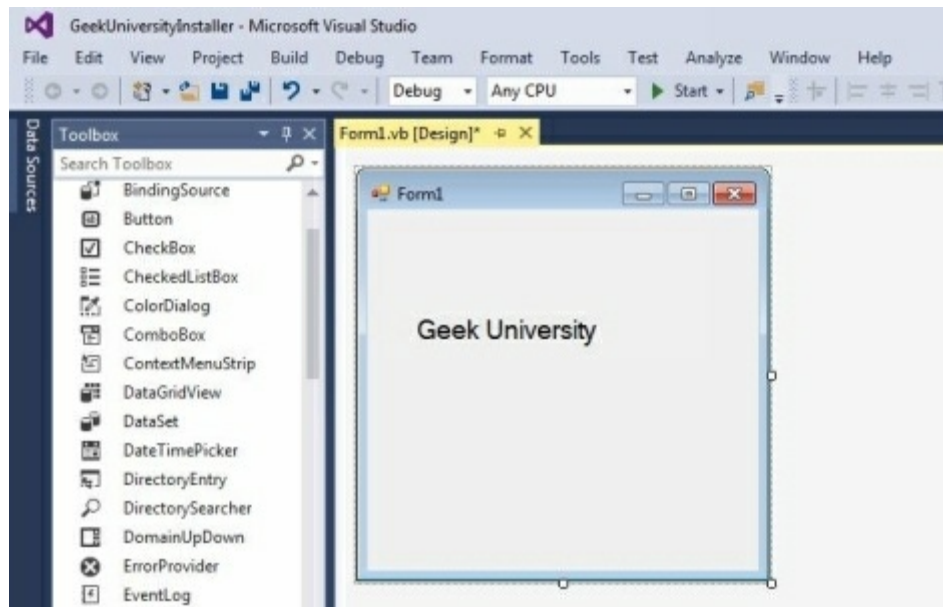 GeekUniversityInstaller - Microsoft Visual Studio
File Edit View Project Build Debug Team Format Tools Test Analyze Window Help
Debug Any CPU Start
Data Sources
Toolbox
Form1.vb [Design]*
Search Toolbox
BindingSource
Button
CheckBox
CheckedListBox
ColorDialog
ComboBox
ContextMenuStrip
DataGridView
DataSet
DateTimePicker
DirectoryEntry
DirectorySearcher
DomainUpDown
ErrorProvider
EventLog
Form1
Geek University